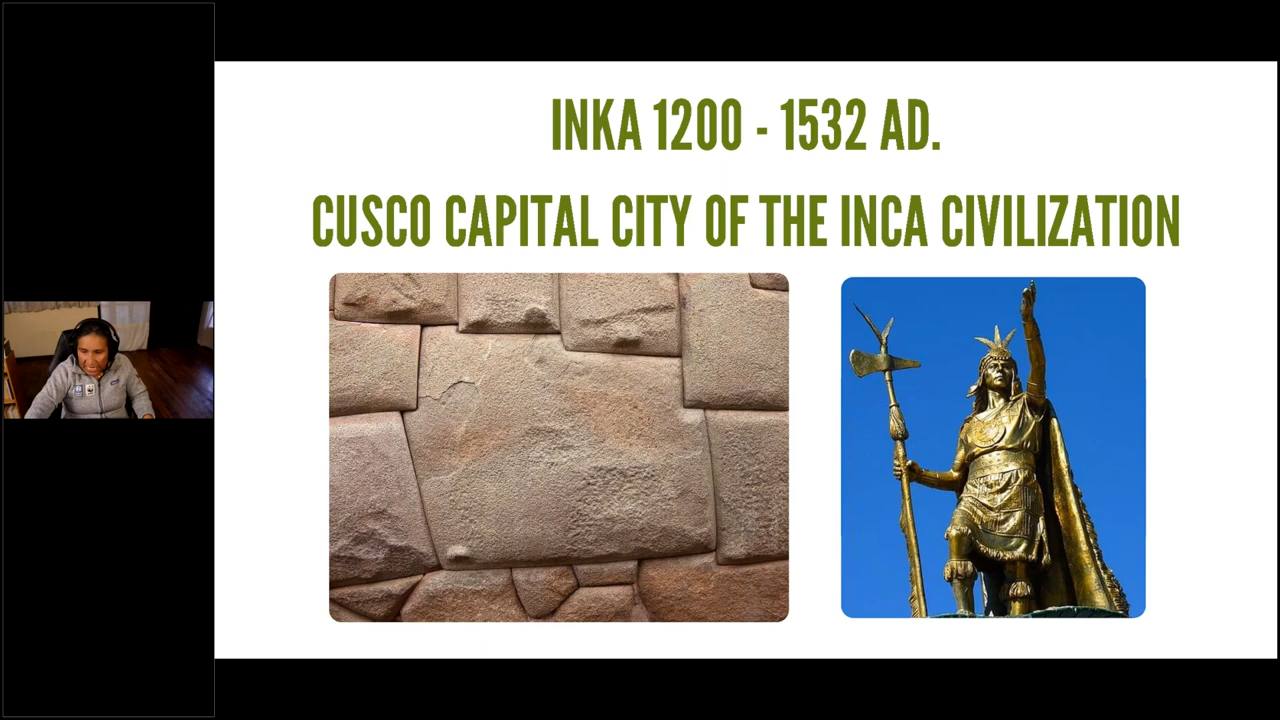 INKA 1200 - 1532 AD.
CUSCO CAPITAL CITY OF THE INCA CIVILIZATION